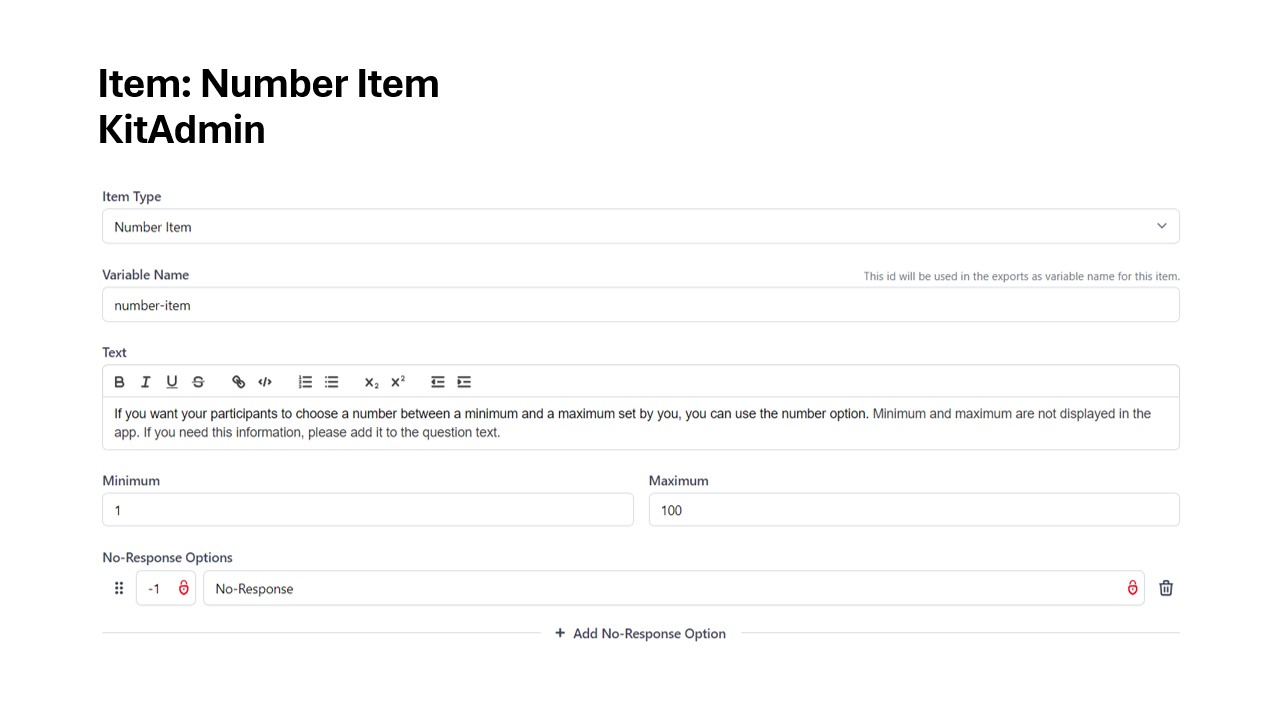 Item: Number Item
KitAdmin
Item Type
Number Item
Variable Name
This id will be used in the exports as variable name for this item.
number-item
Text
B I U S </> X₂ X²
If you want your participants to choose a number between a minimum and a maximum set by you, you can use the number option. Minimum and maximum are not displayed in the
app. If you need this information, please add it to the question text.
Minimum
Maximum
1
100
No-Response Options
-1
No-Response
+ Add No-Response Option